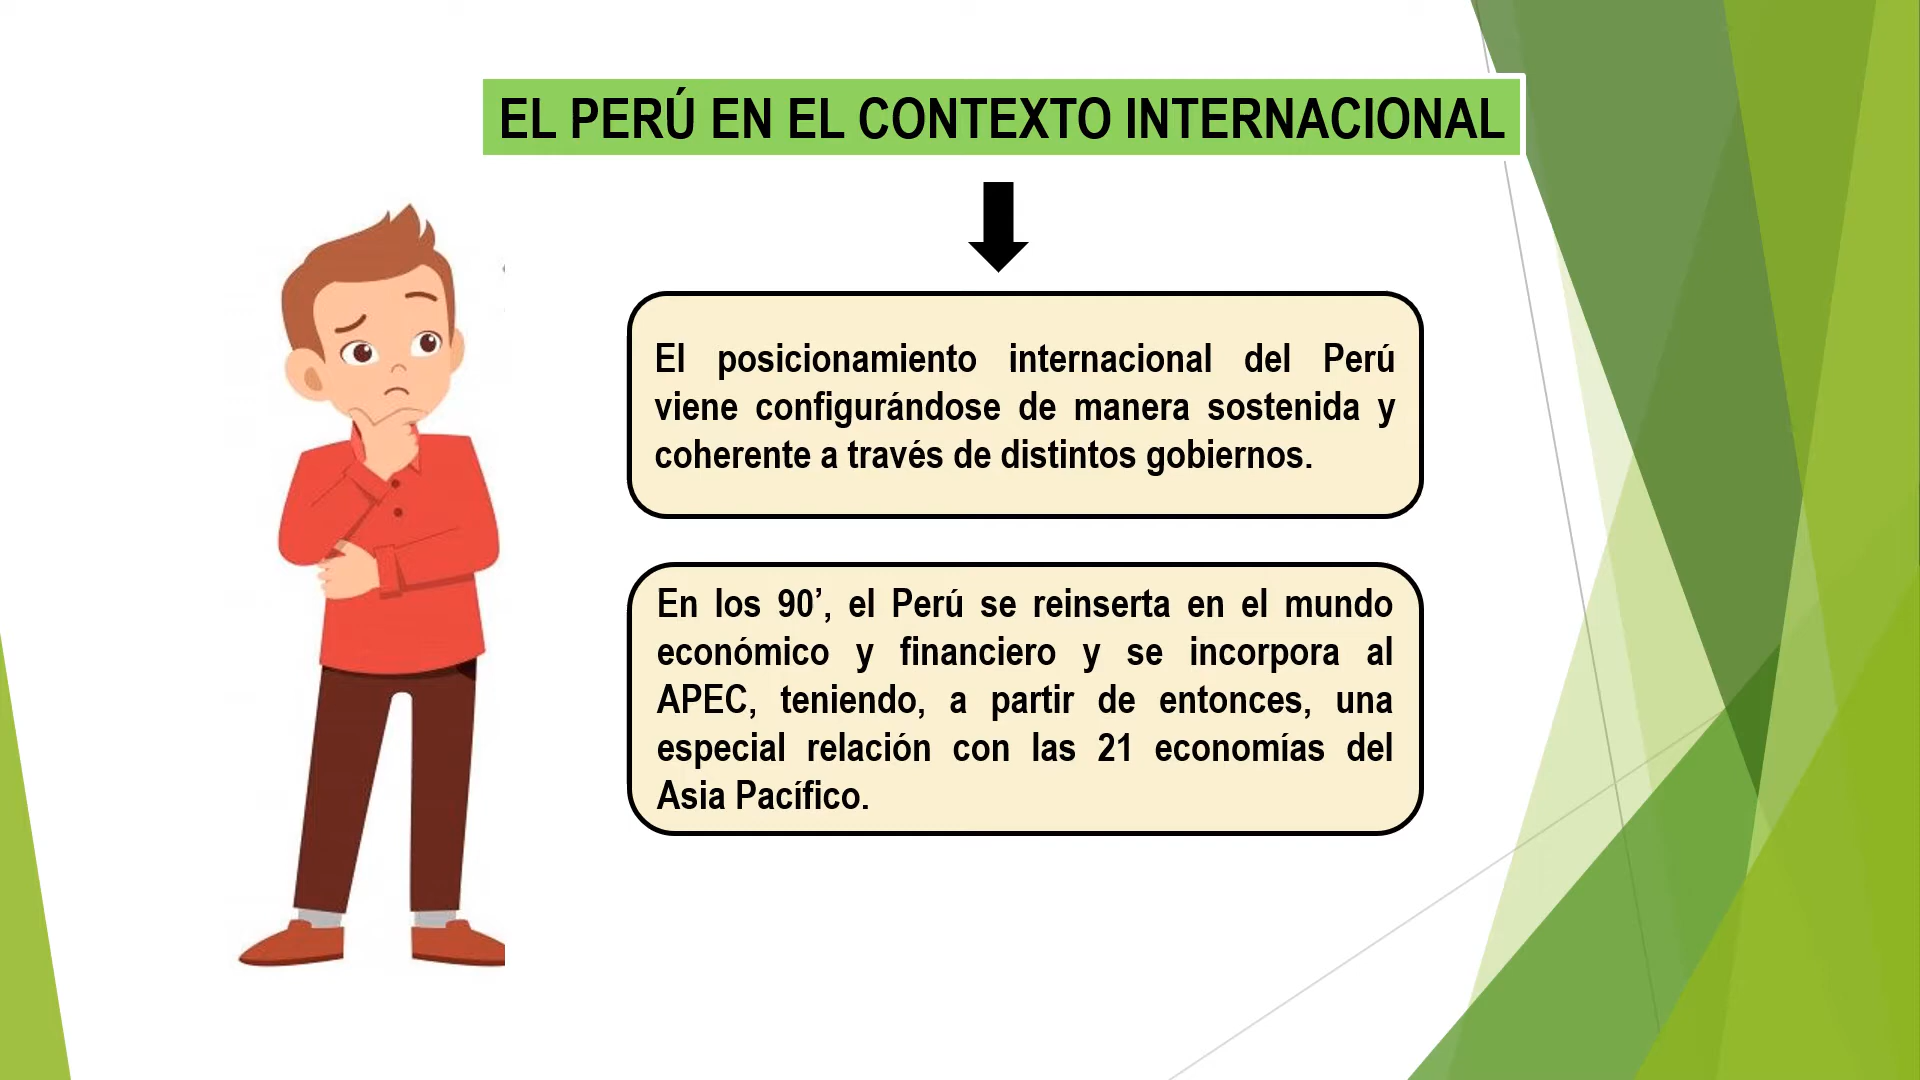 EL PERÚ EN EL CONTEXTO INTERNACIONAL
El posicionamiento internacional del Perú
viene configurándose de manera sostenida y
coherente a través de distintos gobiernos.
En los 90’, el Perú se reinserta en el mundo
económico y financiero y se incorpora al
APEC, teniendo, a partir de entonces, una
especial relación con las 21 economías del
Asia Pacífico.